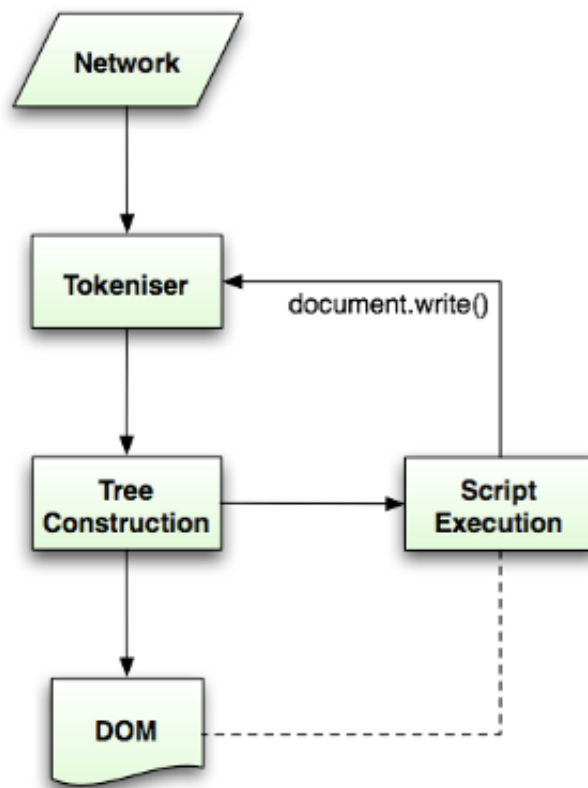 Network
Tokeniser
document.write()
Tree
Construction
Script
Execution
DOM